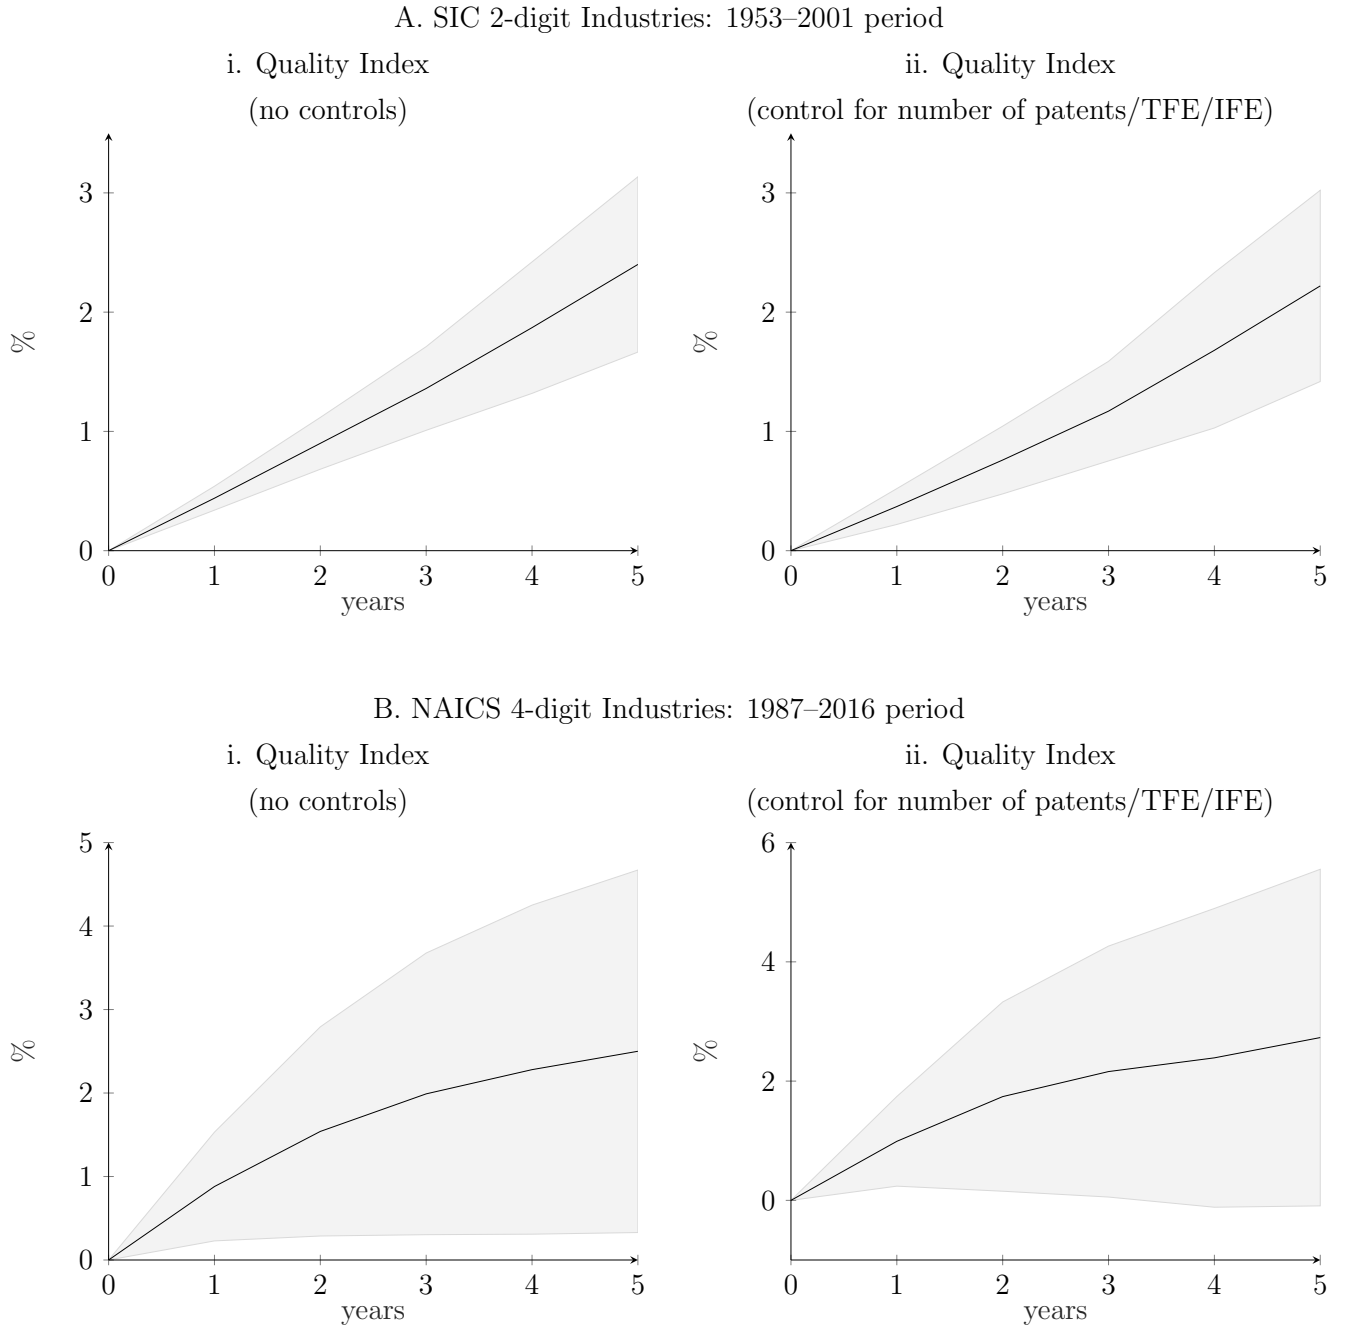 A. SIC 2-digit Industries: 1953–2001 period
i. Quality Index
(no controls)
3
2
1
0
%
0 1 2 3 4 5
years
ii. Quality Index
(control for number of patents/TFE/IFE)
3
2
1
0
%
0 1 2 3 4 5
years
B. NAICS 4-digit Industries: 1987–2016 period
i. Quality Index
(no controls)
5
4
3
2
1
0
%
0 1 2 3 4 5
years
ii. Quality Index
(control for number of patents/TFE/IFE)
6
4
2
0
%
0 1 2 3 4 5
years